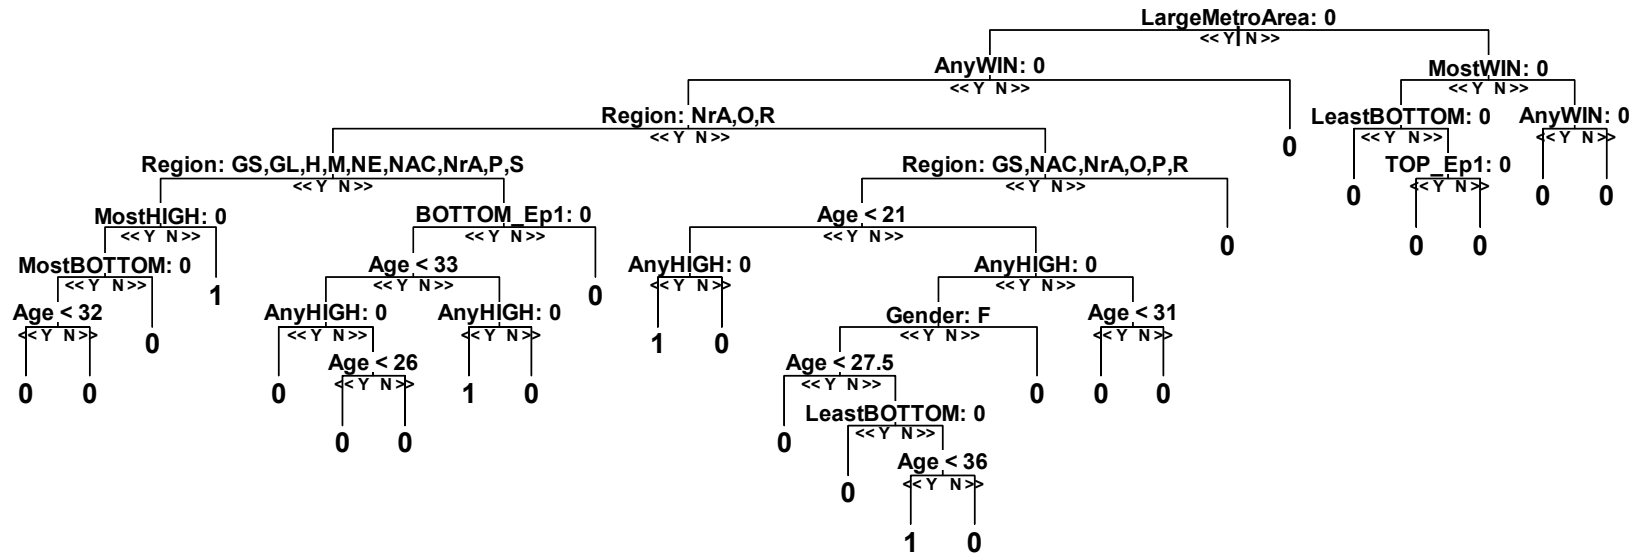 LargeMetroArea: 0
<< Y N >>
AnyWIN: 0 MostWIN: 0
<< Y N >> << Y N >>
Region: NrA,O,R LeastBOTTOM: 0 AnyWIN: 0
<< Y N >> 0 << Y N >> << Y N >>
Region: GS,GL,H,M,NE,NAC,NrA,P,S Region: GS,NAC,NrA,O,P,R TOP_Ep1: 0
<< Y N >> << Y N >> 0 << Y N >> 0 0
MostHIGH: 0 BOTTOM_Ep1: 0 Age < 21
<< Y N >> << Y N >> << Y N >> 0 0 0
MostBOTTOM: 0 Age < 33 AnyHIGH: 0 AnyHIGH: 0
<< Y N >> 1 << Y N >> 0 << Y N >> << Y N >>
Age < 32 AnyHIGH: 0 AnyHIGH: 0 Gender: F Age < 31
<< Y N >> 0 << Y N >> << Y N >> 1 0 << Y N >> << Y N >>
Age < 26 Age < 27.5
0 0 0 << Y N >> 1 0 << Y N >> 0 0 0
LeastBOTTOM: 0
0 0 0 << Y N >>
Age < 36
0 << Y N >>
1 0